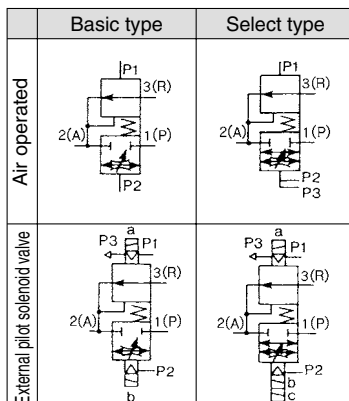 Basic type Select type
Air operated
P1
3(R)
2(A) 1(P)
P2
P1
3(R)
2(A) 1(P)
P2
P3
External pilot solenoid valve
a
P3 P1
3(R)
2(A) 1(P)
P2
b
a
P3 P1
3(R)
2(A) 1(P)
P2
b
c